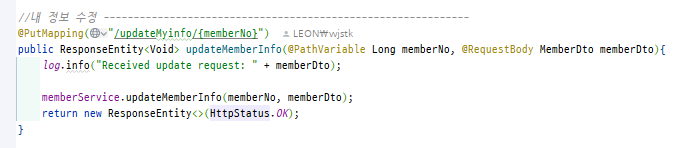 //내 정보 수정 ----------------------------------------------------------
@PutMapping("/updateMyinfo/{memberNo}") LEON₩wjstk
public ResponseEntity<Void> updateMemberInfo(@PathVariable Long memberNo, @RequestBody MemberDto memberDto){
    log.info("Received update request: " + memberDto);

    memberService.updateMemberInfo(memberNo, memberDto);
    return new ResponseEntity<>(HttpStatus.OK);
}